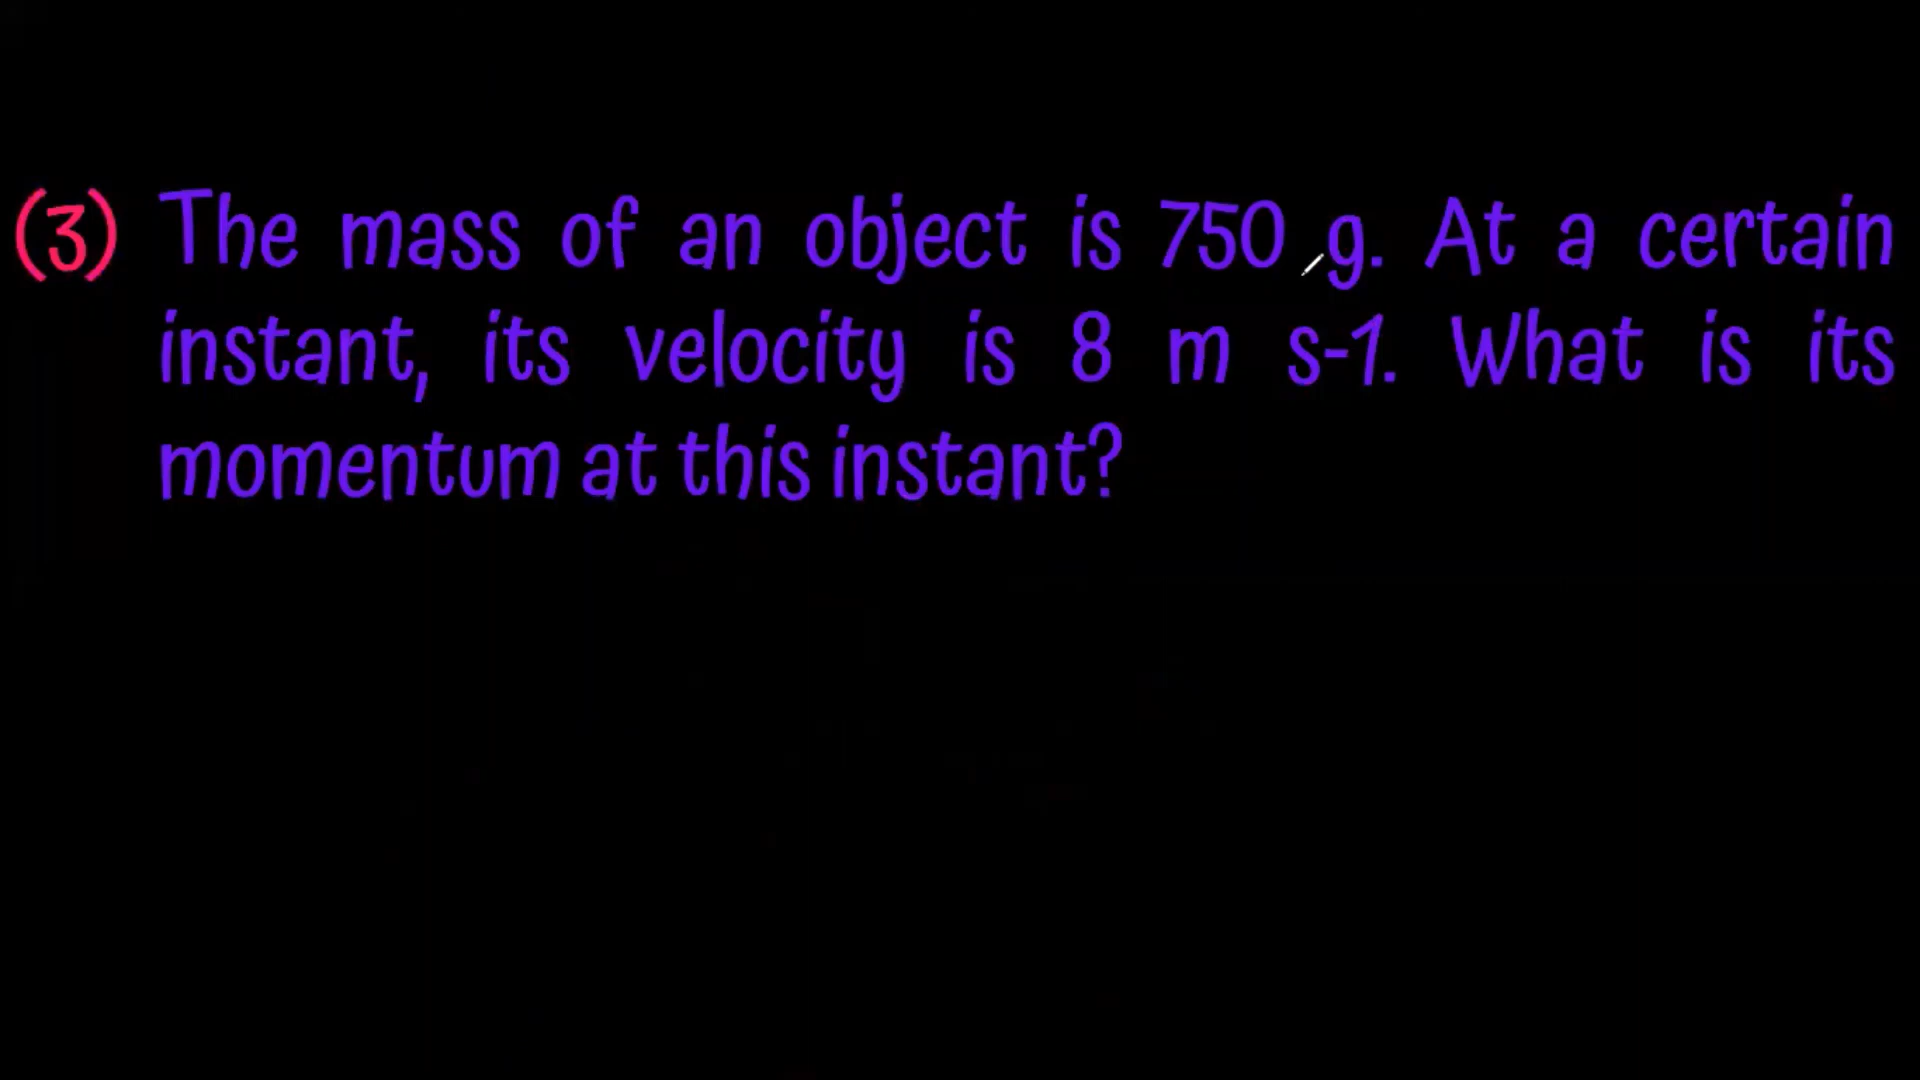 (3) The mass of an object is 750 g. At a certain
instant, its velocity is 8 m s-1. What is its
momentum at this instant?